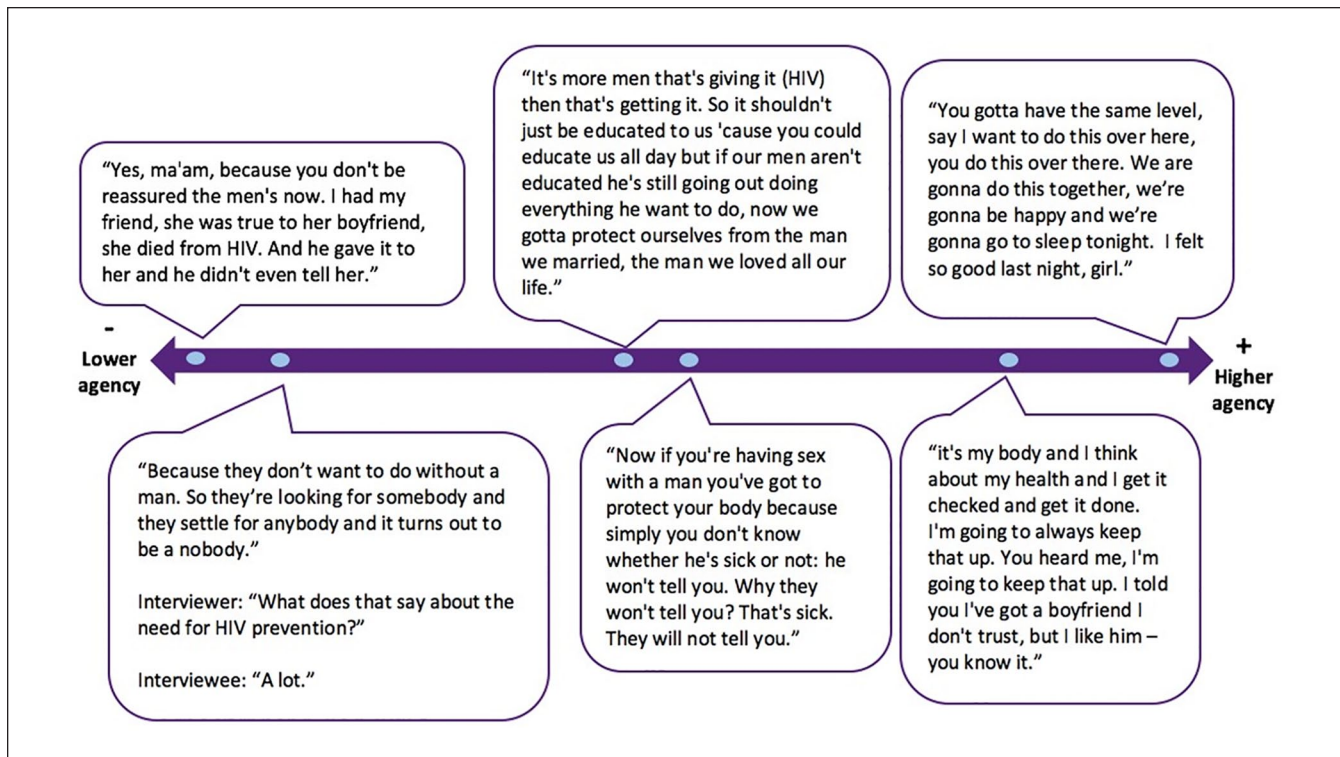 “Yes, ma'am, because you don't be
reassured the men's now. I had my
friend, she was true to her boyfriend,
she died from HIV. And he gave it to
her and he didn't even tell her.”
“It's more men that's giving it (HIV)
then that's getting it. So it shouldn't
just be educated to us 'cause you could
educate us all day but if our men aren't
educated he's still going out doing
everything he want to do, now we
gotta protect ourselves from the man
we married, the man we loved all our
life.”
“You gotta have the same level,
say I want to do this over here,
you do this over there. We are
gonna do this together, we’re
gonna be happy and we’re
gonna go to sleep tonight.  I felt
so good last night, girl.”
-
Lower
agency
+
Higher
agency
“Because they don’t want to do without a
man. So they’re looking for somebody and
they settle for anybody and it turns out to
be a nobody.”
Interviewer: “What does that say about the
need for HIV prevention?”
Interviewee: “A lot.”
“Now if you're having sex
with a man you've got to
protect your body because
simply you don't know
whether he's sick or not: he
won't tell you. Why they
won't tell you? That's sick.
They will not tell you.”
“it's my body and I think
about my health and I get it
checked and get it done.
I'm going to always keep
that up. You heard me, I'm
going to keep that up. I told
you I've got a boyfriend I
don't trust, but I like him –
you know it.”